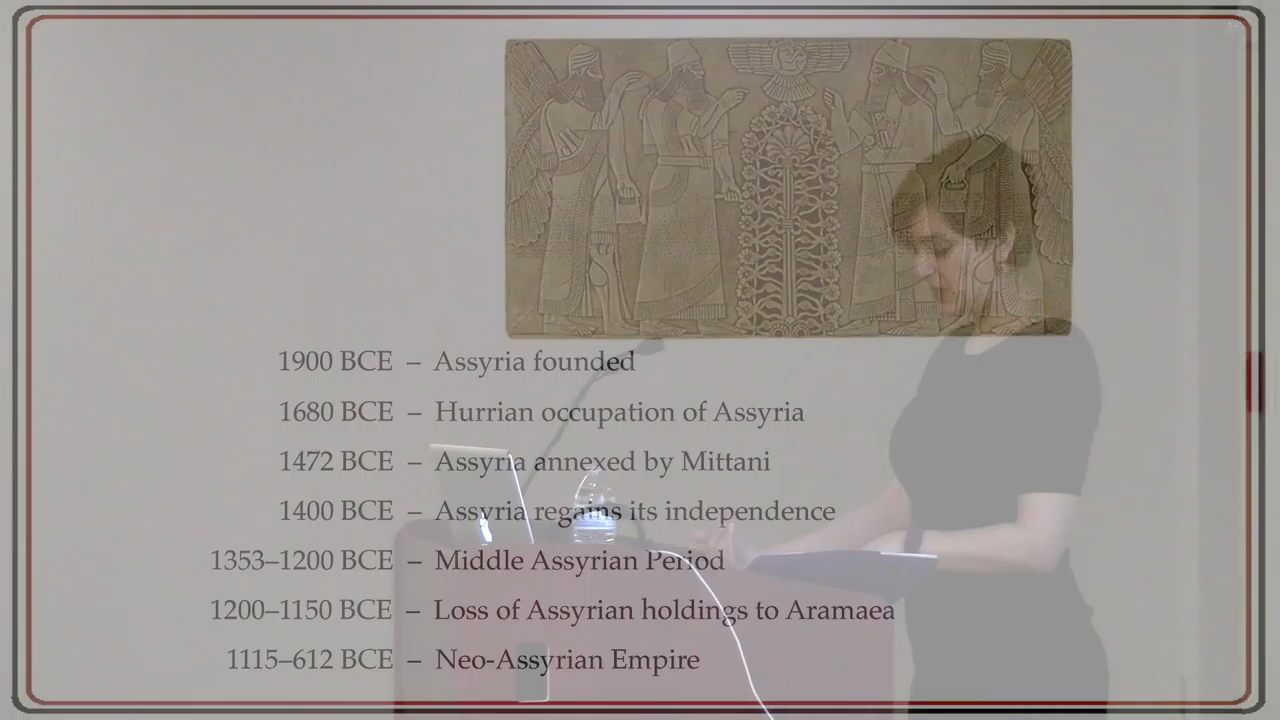 1900 BCE – Assyria founded
1680 BCE – Hurrian occupation of Assyria
1472 BCE – Assyria annexed by Mittani
1400 BCE – Assyria regains its independence
1353–1200 BCE – Middle Assyrian Period
1200–1150 BCE – Loss of Assyrian holdings to Aramaea
1115–612 BCE – Neo-Assyrian Empire